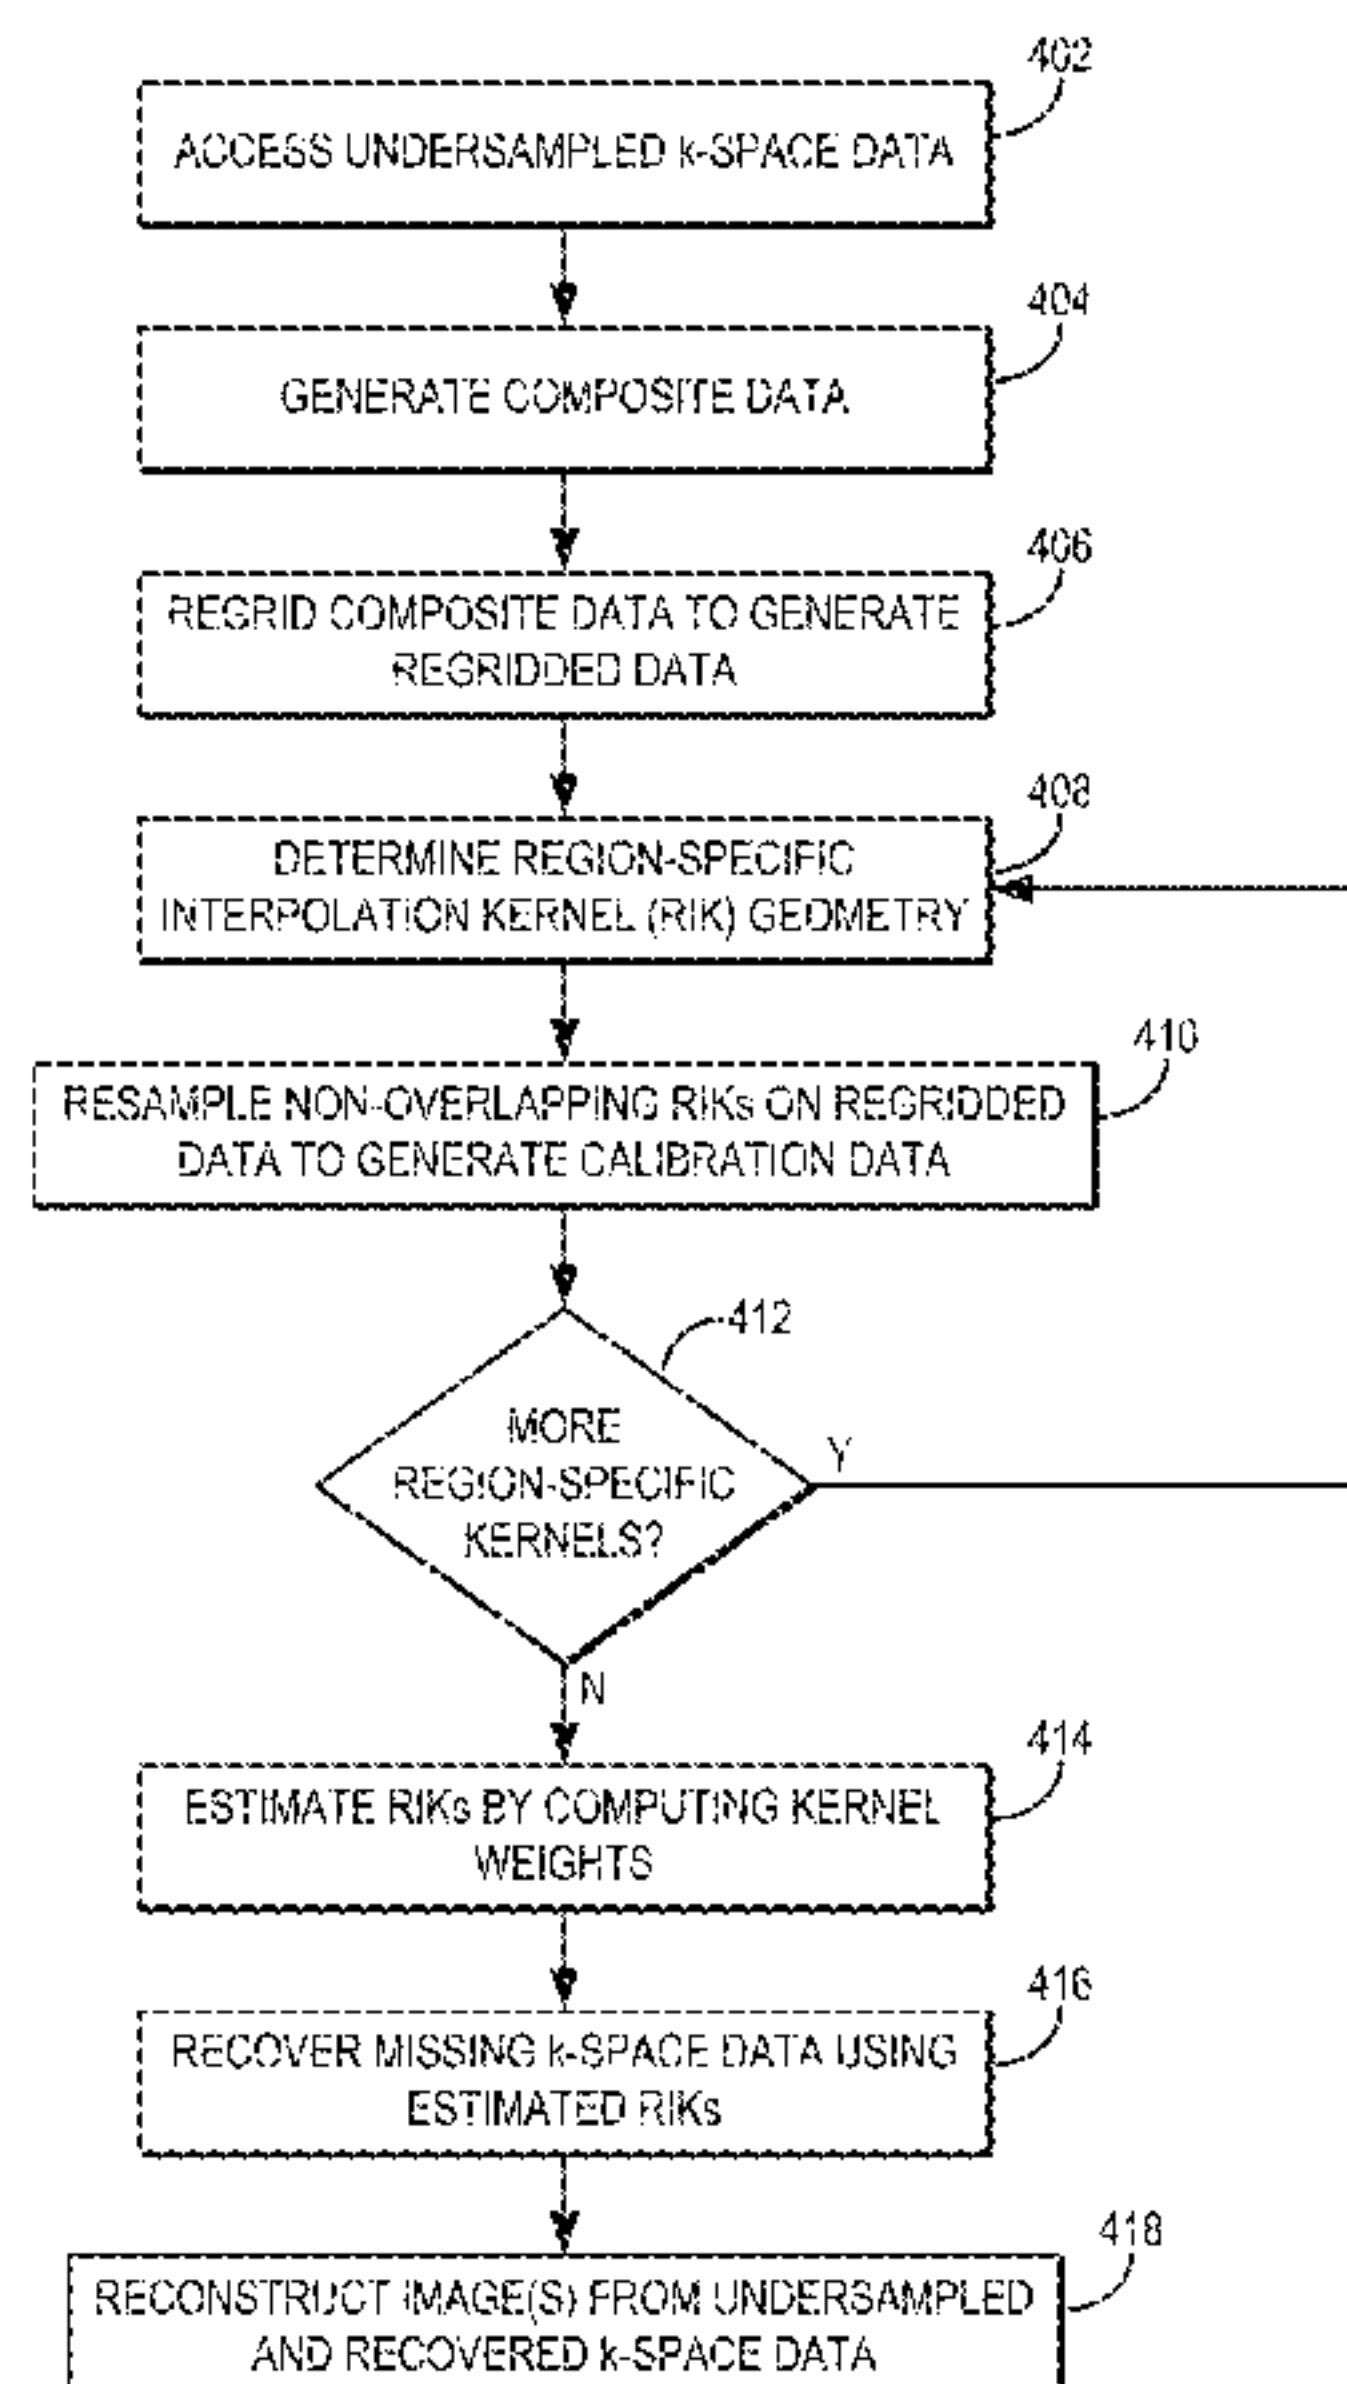 402
ACCESS UNDERSAMPLED k-SPACE DATA
404
GENERATE COMPOSITE DATA
406
REGRID COMPOSITE DATA TO GENERATE
REGRIDDED DATA
408
DETERMINE REGION-SPECIFIC
INTERPOLATION KERNEL (RIK) GEOMETRY
410
RESAMPLE NON-OVERLAPPING RIKs ON REGRIDDED
DATA TO GENERATE CALIBRATION DATA
412
MORE
REGION-SPECIFIC
KERNELS?
Y
N
414
ESTIMATE RIKs BY COMPUTING KERNEL
WEIGHTS
416
RECOVER MISSING k-SPACE DATA USING
ESTIMATED RIKs
418
RECONSTRUCT IMAGE(S) FROM UNDERSAMPLED
AND RECOVERED k-SPACE DATA